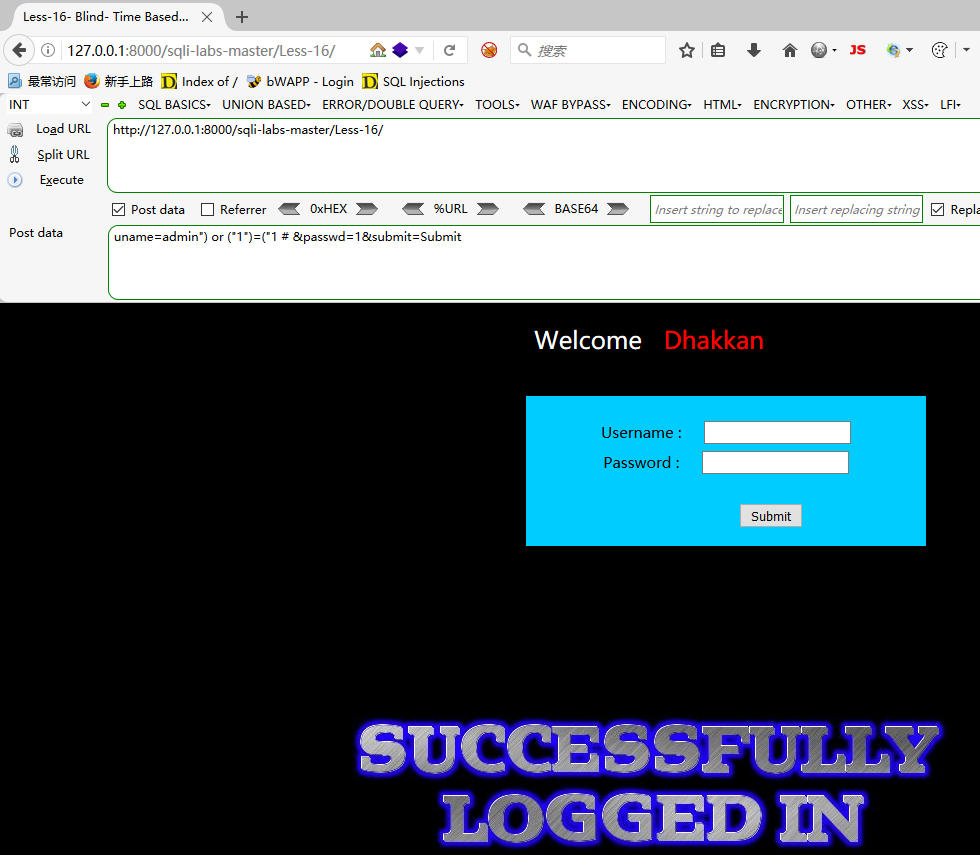 Less-16- Blind- Time Based...
127.0.0.1:8000/sqli-labs-master/Less-16/
搜索
JS
最常访问 新手上路 Index of / bWAPP - Login SQL Injections
INT SQL BASICS UNION BASED ERROR/DOUBLE QUERY TOOLS WAF BYPASS ENCODING HTML ENCRYPTION OTHER XSS LFI
Load URL http://127.0.0.1:8000/sqli-labs-master/Less-16/
Split URL
Execute
Post data Referrer 0xHEX %URL BASE64 Insert string to replace Insert replacing string Repla
Post data uname=admin") or ("1")=("1 # &passwd=1&submit=Submit
Welcome Dhakkan
Username :
Password :
Submit
SUCCESSFULLY
LOGGED IN